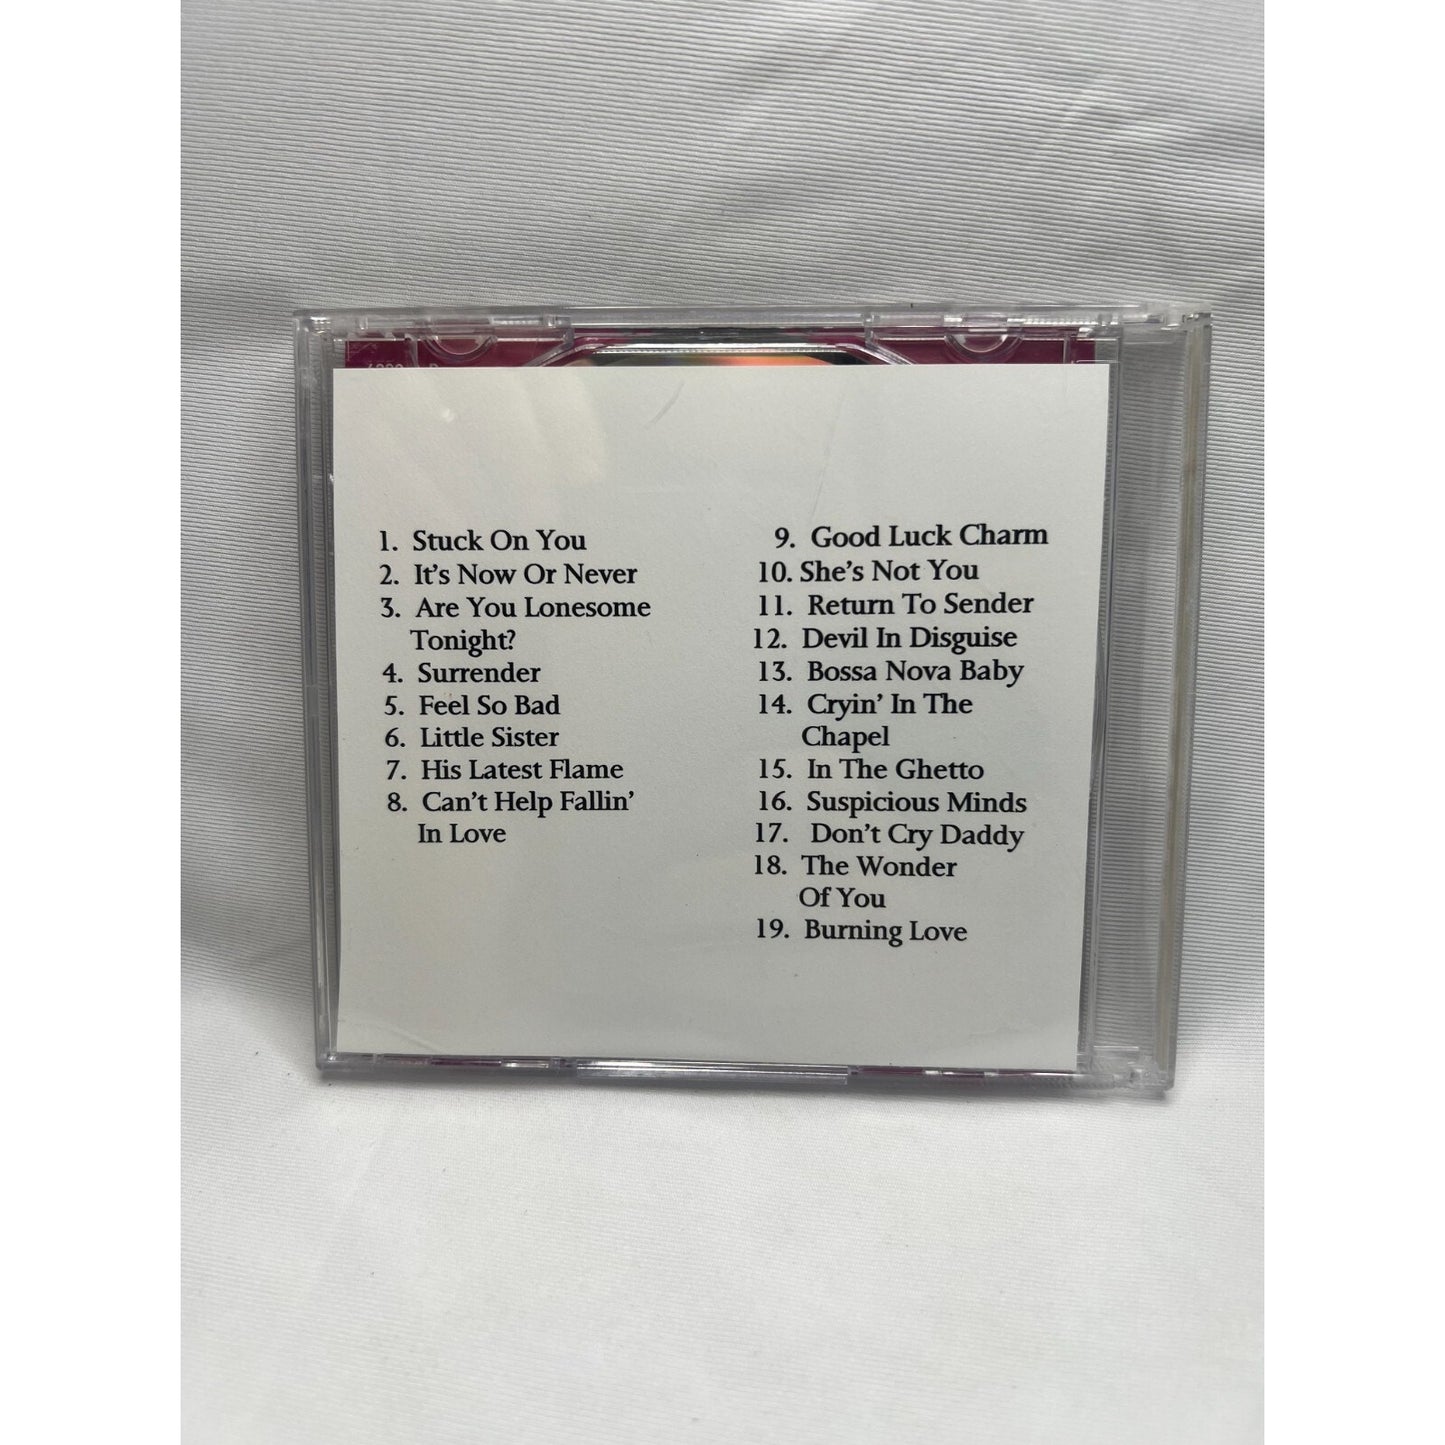 1. Stuck On You
2. It's Now Or Never
3. Are You Lonesome
Tonight?
4. Surrender
5. Feel So Bad
6. Little Sister
7. His Latest Flame
8. Can't Help Fallin'
In Love
9. Good Luck Charm
10. She's Not You
11. Return To Sender
12. Devil In Disguise
13. Bossa Nova Baby
14. Cryin' In The
Chapel
15. In The Ghetto
16. Suspicious Minds
17. Don't Cry Daddy
18. The Wonder
Of You
19. Burning Love